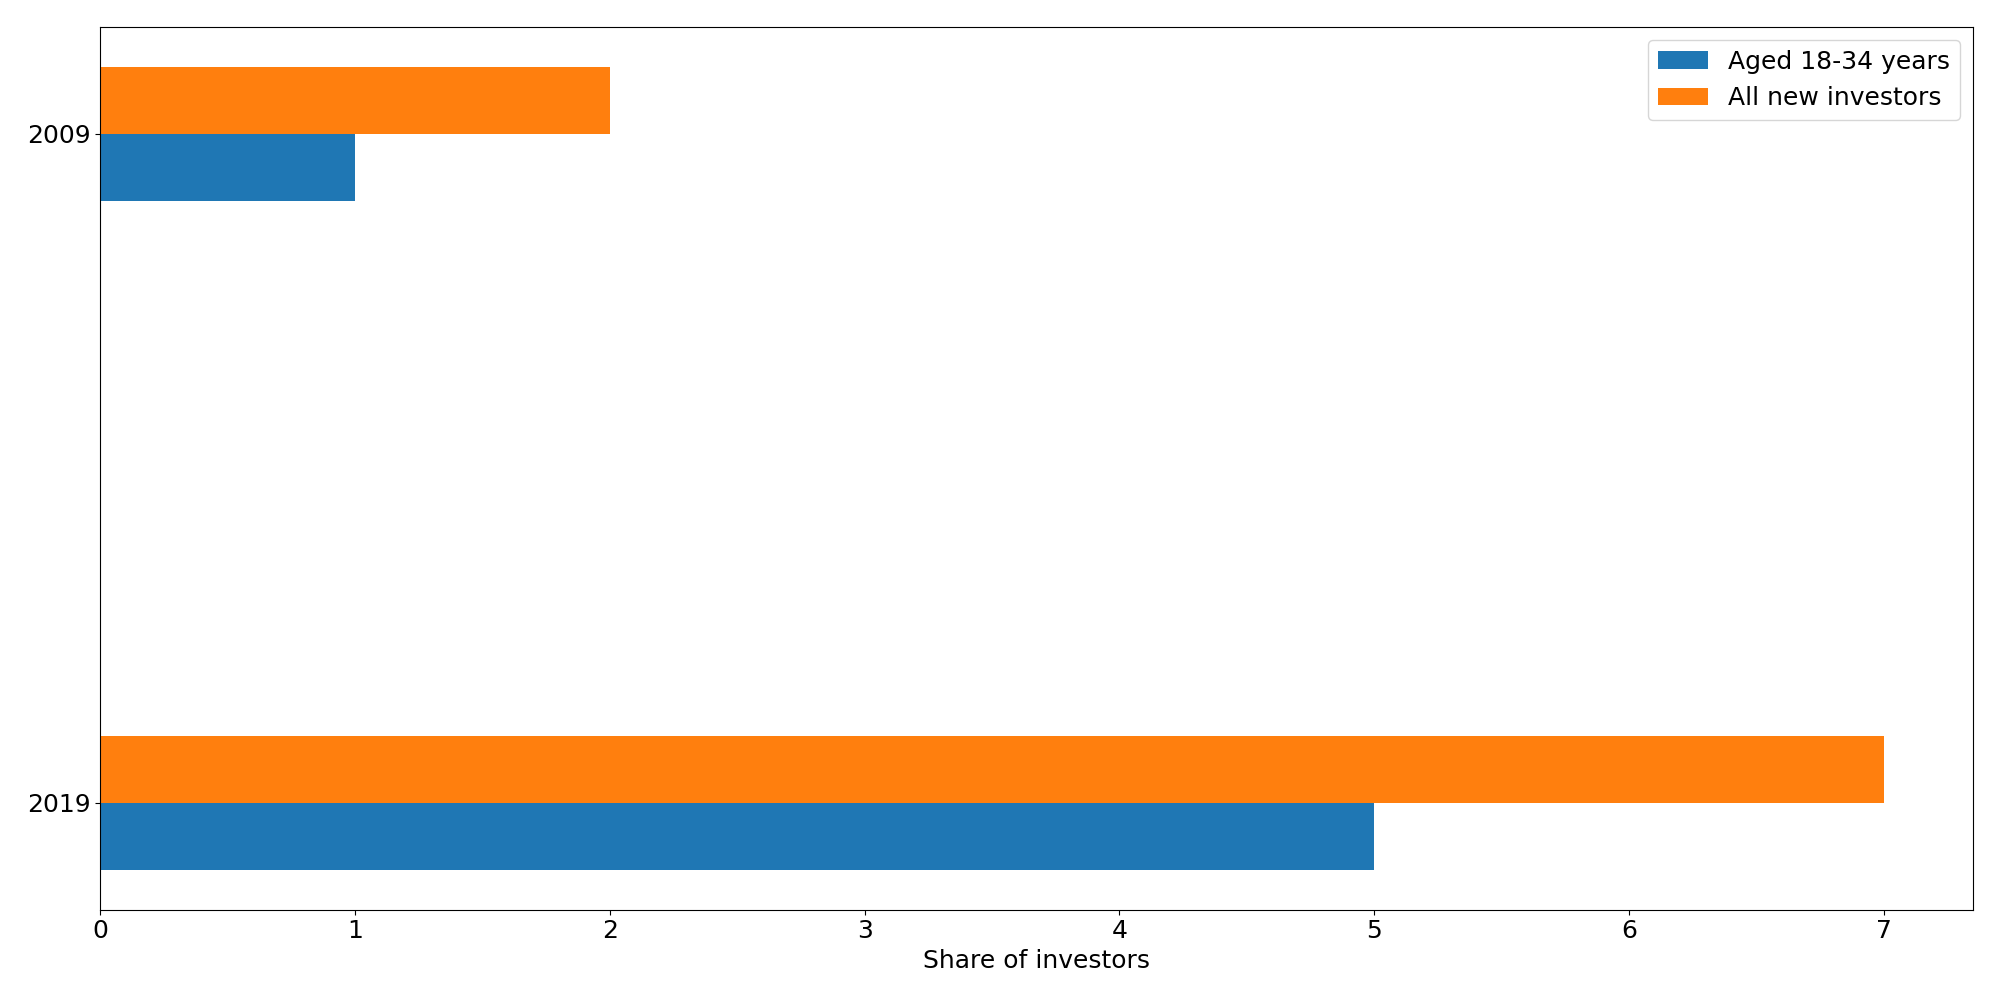 Aged 18-34 years
All new investors
2009
2019
0 1 2 3 4 5 6 7
Share of investors